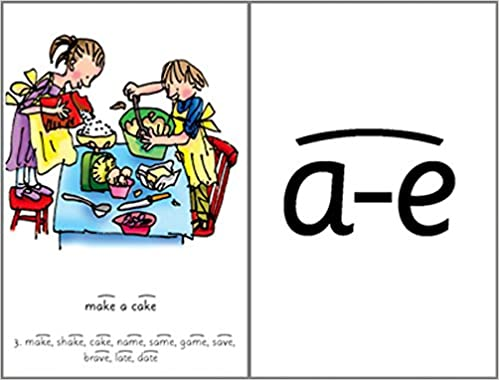 make a cake
3. make, shake, cake, name, same, game, save,
brave, late, date
a-e